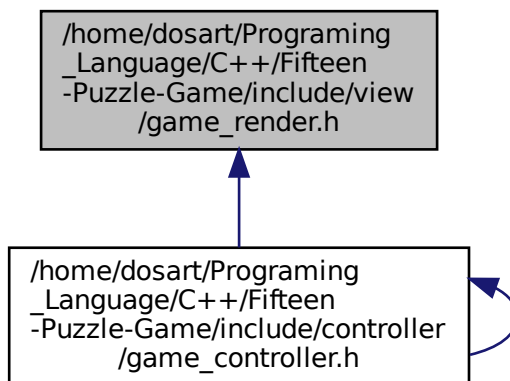 /home/dosart/Programing
_Language/C++/Fifteen
-Puzzle-Game/include/view
/game_render.h
/home/dosart/Programing
_Language/C++/Fifteen
-Puzzle-Game/include/controller
/game_controller.h